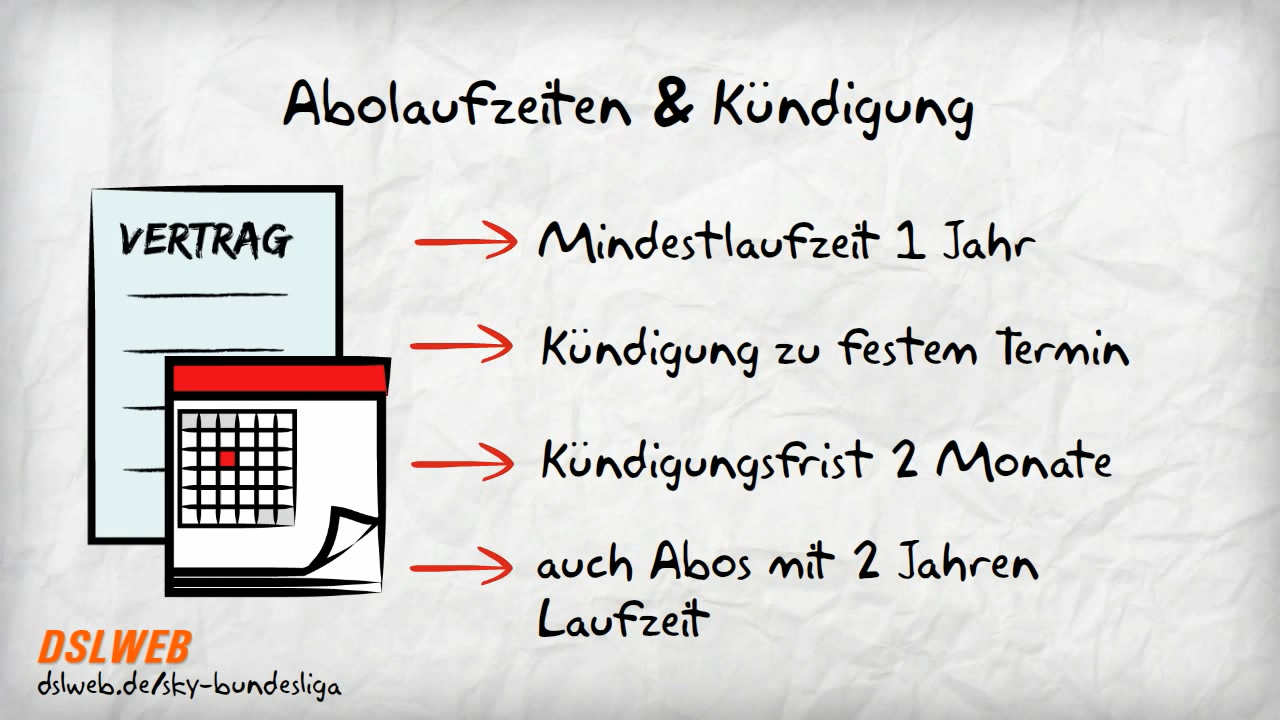 Abolaufzeiten & Kündigung
VERTRAG
Mindestlaufzeit 1 Jahr
Kündigung zu festem Termin
Kündigungsfrist 2 Monate
auch Abos mit 2 Jahren
Laufzeit
DSLWEB
dslweb.de/sky-bundesliga